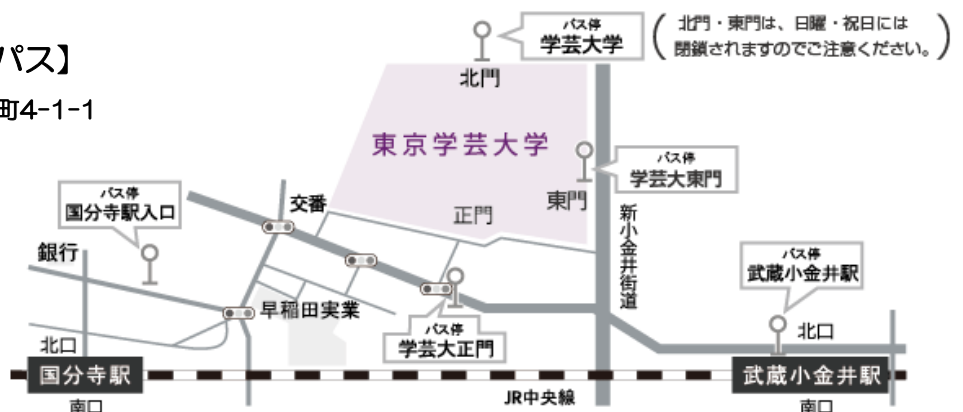 パス】
町4-1-1
バス停
学芸大学
（ 北門・東門は、日曜・祝日には
閉鎖されますのでご注意ください。）
北門
東京学芸大学
バス停
学芸大東門
東門
正門
新小金井街道
バス停
国分寺駅入口
交番
銀行
早稲田実業
バス停
学芸大正門
バス停
武蔵小金井駅
北口
国分寺駅
南口
北口
武蔵小金井駅
南口
JR中央線